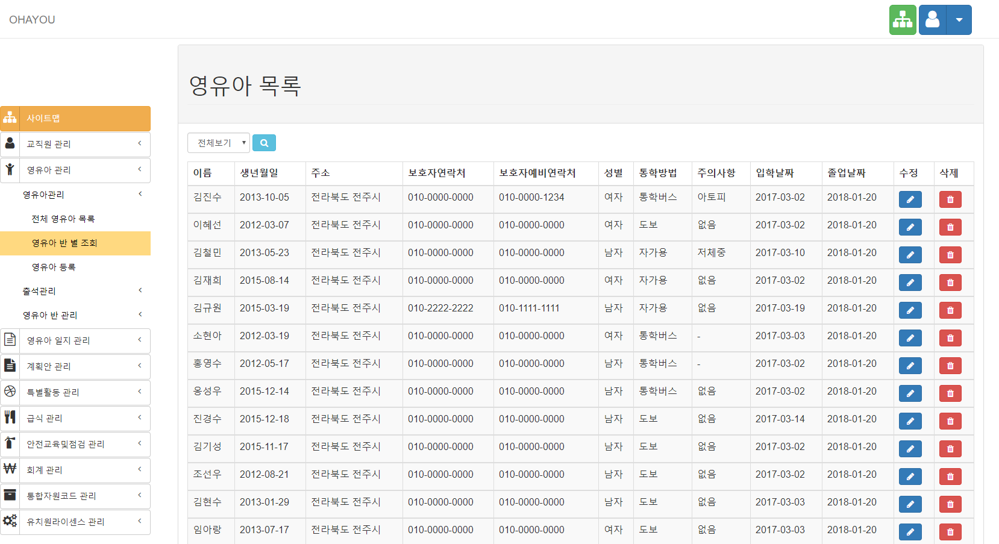 OHAYOU
사이트맵
교직원 관리
영유아 관리
영유아관리
전체 영유아 목록
영유아 반 별 조회
영유아 등록
출석관리
영유아 반 관리
영유아 일지 관리
계획안 관리
특별활동 관리
급식 관리
안전교육및점검 관리
회계 관리
통합자원코드 관리
유치원라이센스 관리
영유아 목록
전체보기
이름 생년월일 주소 보호자연락처 보호자예비연락처 성별 통학방법 주의사항 입학날짜 졸업날짜 수정 삭제
김진수 2013-10-05 전라북도 전주시 010-0000-0000 010-0000-1234 여자 통학버스 아토피 2017-03-02 2018-01-20
이혜선 2012-03-07 전라북도 전주시 010-0000-0000 010-0000-0000 여자 도보 없음 2017-03-02 2018-01-20
김철민 2013-05-23 전라북도 전주시 010-0000-0000 010-0000-0000 남자 자가용 저체중 2017-03-10 2018-01-20
김재희 2015-08-14 전라북도 전주시 010-0000-0000 010-0000-0000 여자 자가용 없음 2017-03-02 2018-01-20
김규원 2015-03-19 전라북도 전주시 010-2222-2222 010-1111-1111 남자 자가용 없음 2017-03-19 2018-01-20
소현아 2012-03-19 전라북도 전주시 010-0000-0000 010-0000-0000 여자 통학버스 - 2017-03-03 2018-01-20
홍영수 2012-05-17 전라북도 전주시 010-0000-0000 010-0000-0000 남자 통학버스 - 2017-03-02 2018-01-20
옹성우 2015-12-14 전라북도 전주시 010-0000-0000 010-0000-0000 남자 통학버스 없음 2017-03-02 2018-01-20
진경수 2015-12-18 전라북도 전주시 010-0000-0000 010-0000-0000 남자 도보 없음 2017-03-14 2018-01-20
김기성 2015-11-17 전라북도 전주시 010-0000-0000 010-0000-0000 남자 도보 없음 2017-03-02 2018-01-20
조선우 2012-08-21 전라북도 전주시 010-0000-0000 010-0000-0000 남자 도보 없음 2017-03-02 2018-01-20
김현수 2013-01-29 전라북도 전주시 010-0000-0000 010-0000-0000 남자 도보 없음 2017-03-03 2018-01-20
임아랑 2013-07-17 전라북도 전주시 010-0000-0000 010-0000-0000 여자 도보 없음 2017-03-03 2018-01-20